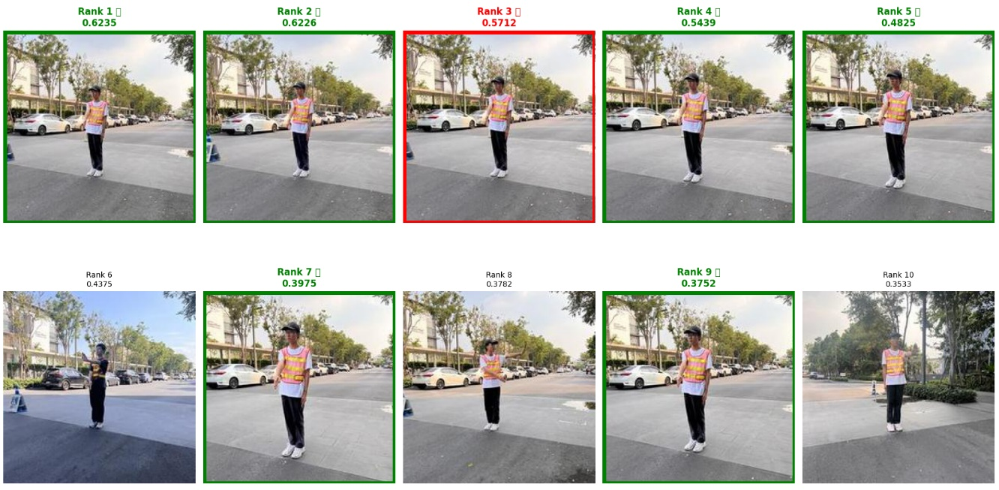 Rank 1 
0.6235
Rank 2 
0.6226
Rank 3 
0.5712
Rank 4 
0.5439
Rank 5 
0.4825
Rank 6
0.4375
Rank 7 
0.3975
Rank 8
0.3782
Rank 9 
0.3752
Rank 10
0.3533